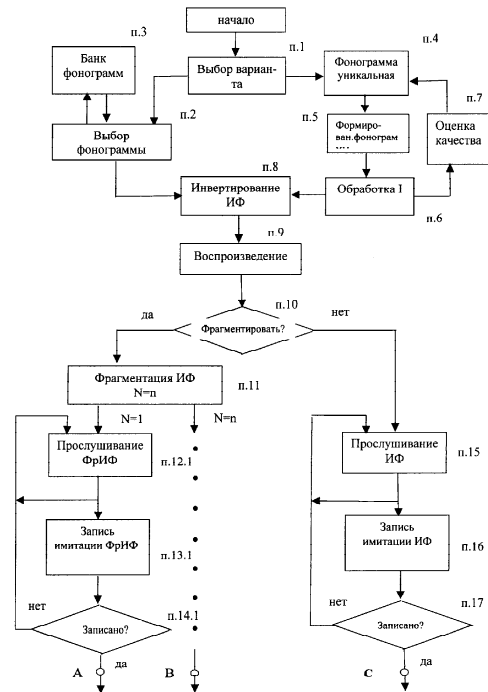 начало
п.3
п.1
п.4
Банк
фонограмм
Выбор вариан-
та
Фонограмма
уникальная
п.7
п.2
п.5
Выбор
фонограммы
Формиро-
ван.фонограм
....
Оценка
качества
п.8
Инвертирование
ИФ
Обработка I
п.6
п.9
Воспроизведение
п.10
да
Фрагментировать?
нет
Фрагментация ИФ
N=n
п.11
N=1
N=n
Прослушивание
ФрИФ
п.12.1
Прослушивание
ИФ
п.15
Запись
имитации ФрИФ
п.13.1
Запись
имитации ИФ
п.16
нет
п.14.1
нет
п.17
Записано?
Записано?
да
да
А
В
С